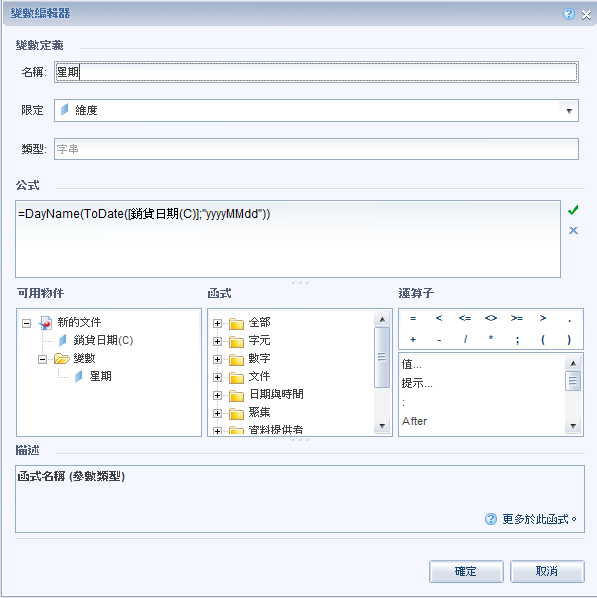 變數編輯器
變數定義
名稱: 星期
限定 維度
類型: 字串
公式
=DayName(ToDate([銷貨日期(C)];"yyyyMMdd"))
可用物件 函式 運算子
新的文件
銷貨日期(C)
變數
星期
全部
字元
數字
文件
日期與時間
聚集
資料提供者
= < <= <> >= > .
+ - / * ; ( )
值...
提示...
:
After
描述
函式名稱 (參數類型)
更多於此函式。
確定 取消